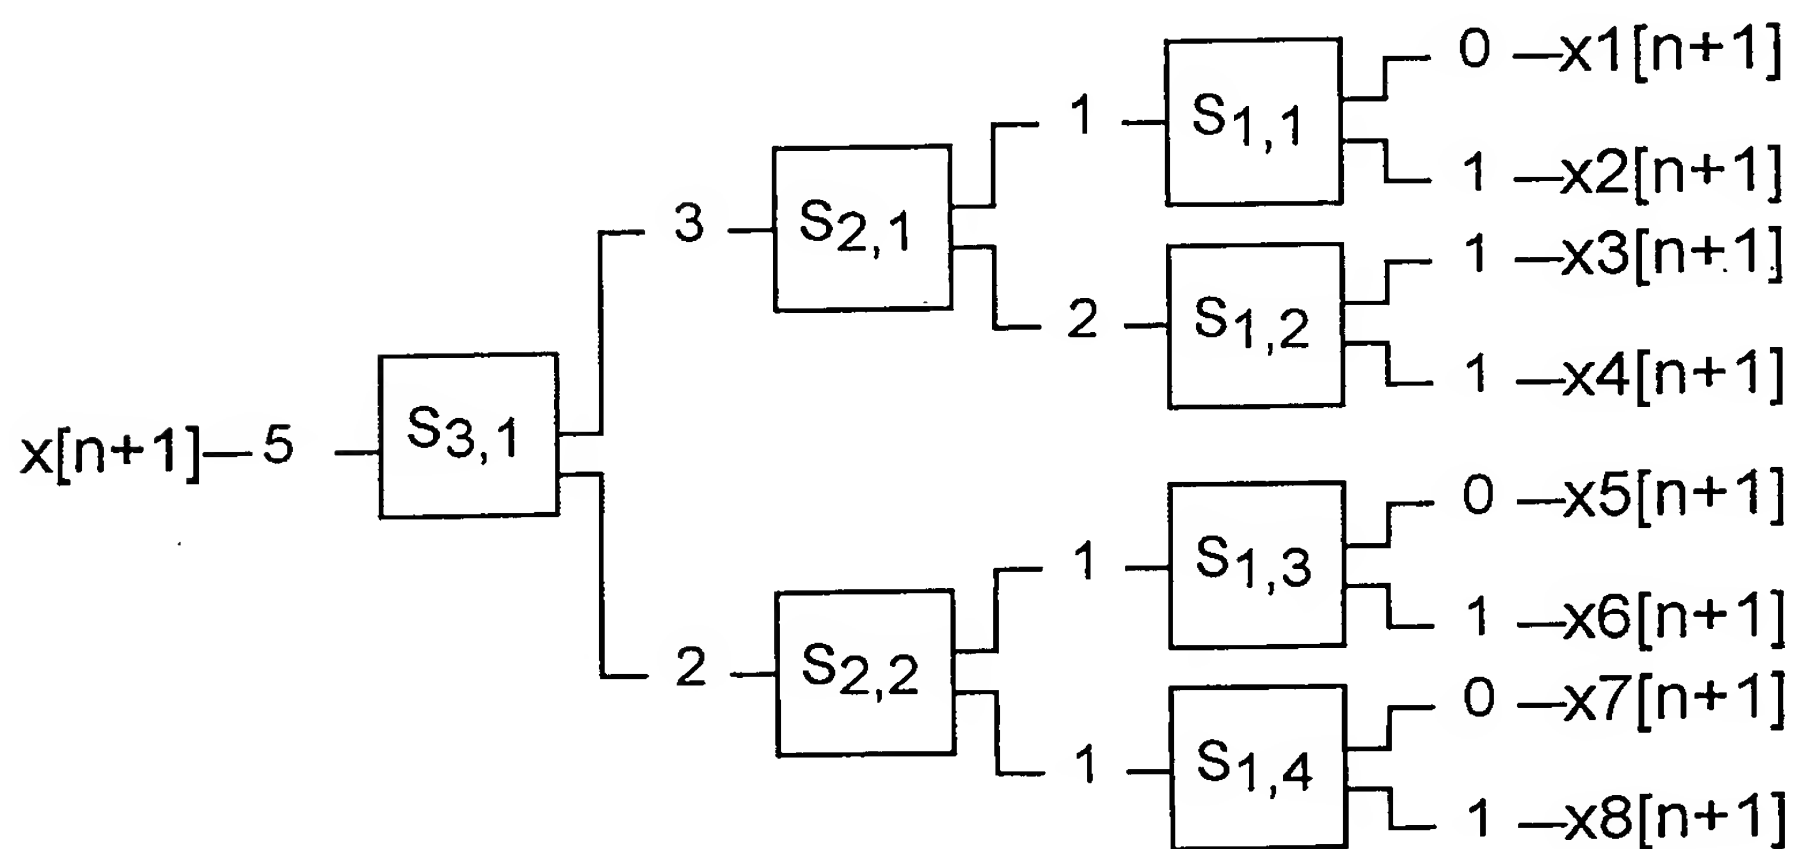 0 x1[n+1]
1 S1,1
1 x2[n+1]
3 S2,1
1 x3[n+1]
2 S1,2
1 x4[n+1]
x[n+1] 5 S3,1
0 x5[n+1]
1 S1,3
1 x6[n+1]
2 S2,2
0 x7[n+1]
1 S1,4
1 x8[n+1]